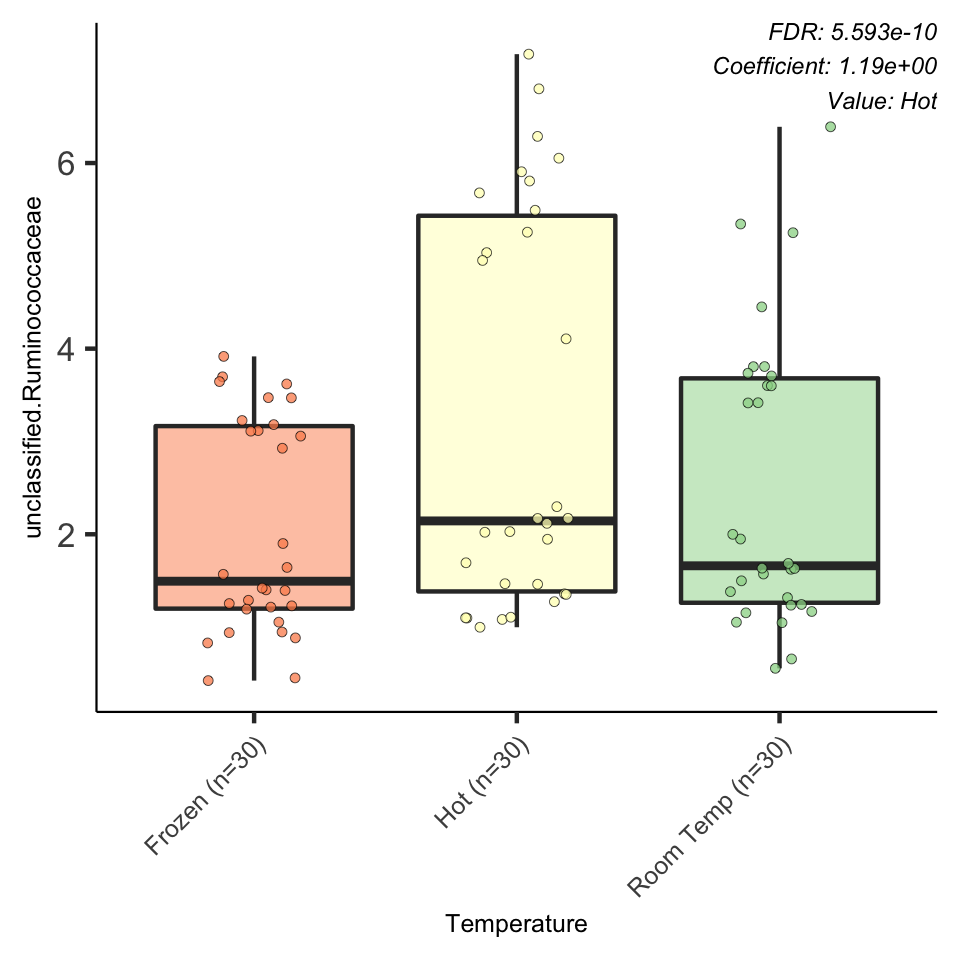 FDR: 5.593e-10
Coefficient: 1.19e+00
Value: Hot
unclassified.Ruminococcaceae
6
4
2
Frozen (n=30)
Hot (n=30)
Room Temp (n=30)
Temperature